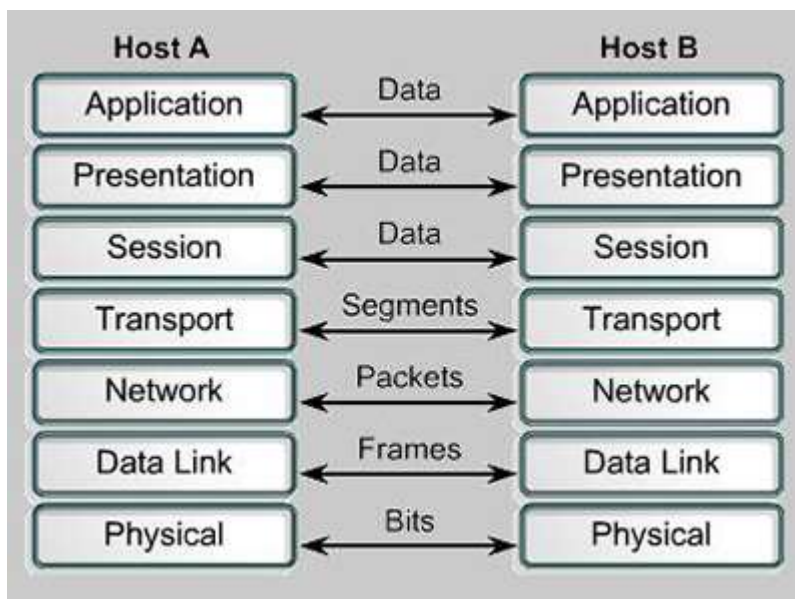 Host A Host B
Application Data Application
Presentation Data Presentation
Session Data Session
Transport Segments Transport
Network Packets Network
Data Link Frames Data Link
Physical Bits Physical